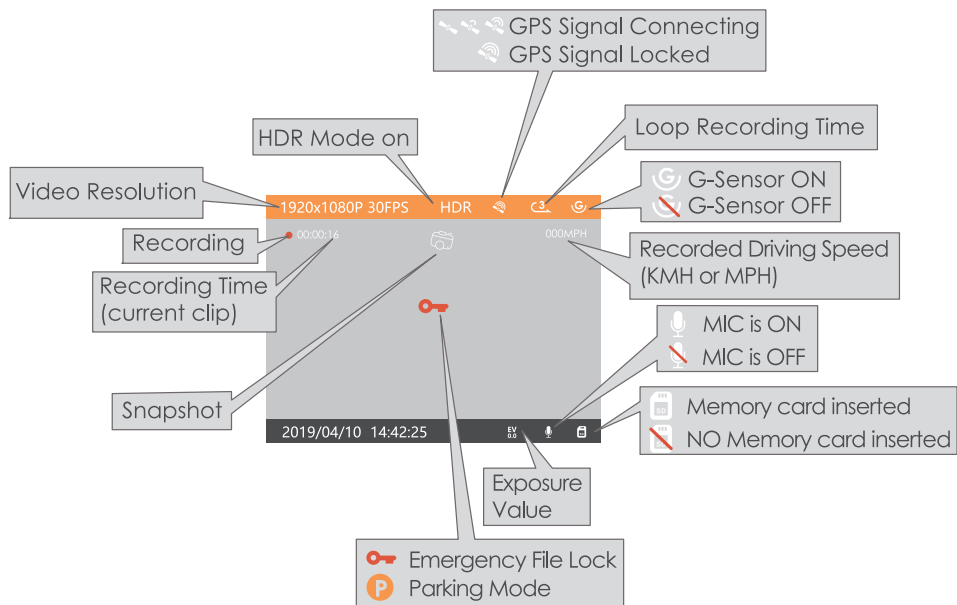 GPS Signal Connecting
GPS Signal Locked
HDR Mode on
Loop Recording Time
Video Resolution
G G-Sensor ON
G G-Sensor OFF
1920x1080P 30FPS HDR 3 G
Recording
00:00:16
000MPH
Recorded Driving Speed
(KMH or MPH)
Recording Time
(current clip)
MIC is ON
MIC is OFF
Snapshot
SD Memory card inserted
SD NO Memory card inserted
2019/04/10 14:42:25
EV
0.0
Exposure
Value
Emergency File Lock
P Parking Mode